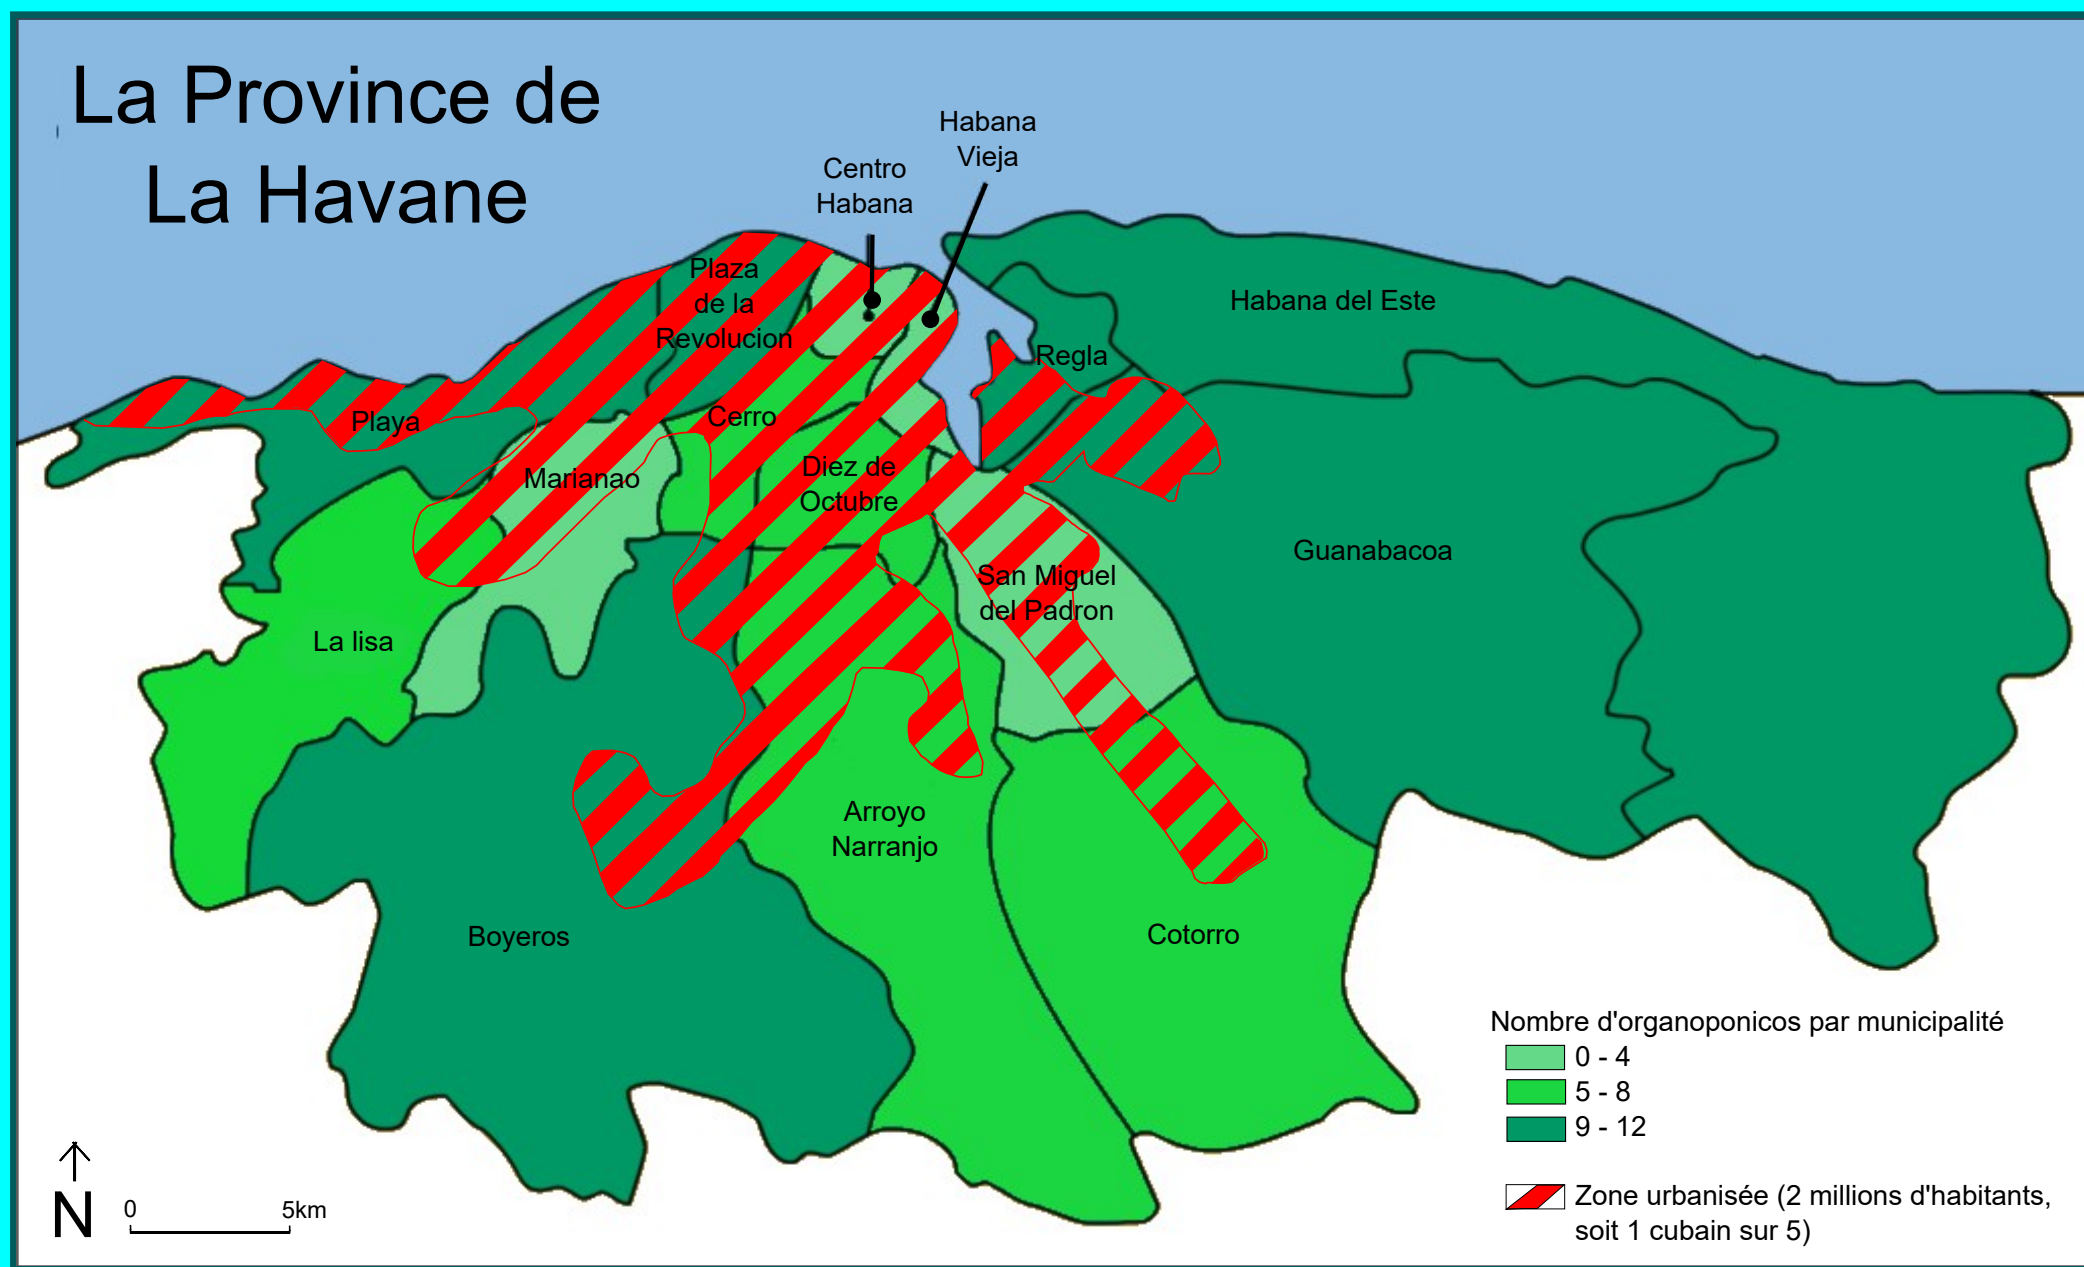 La Province de
La Havane
Habana
Vieja
Centro
Habana
Plaza
de la
Revolucion
Habana del Este
Regla
Playa
Cerro
Marianao
Diez de
Octubre
Guanabacoa
San Miguel
del Padron
La lisa
Arroyo
Narranjo
Boyeros
Cotorro
Nombre d'organoponicos par municipalité
0 - 4
5 - 8
9 - 12
Zone urbanisée (2 millions d'habitants,
soit 1 cubain sur 5)
N
0 5km